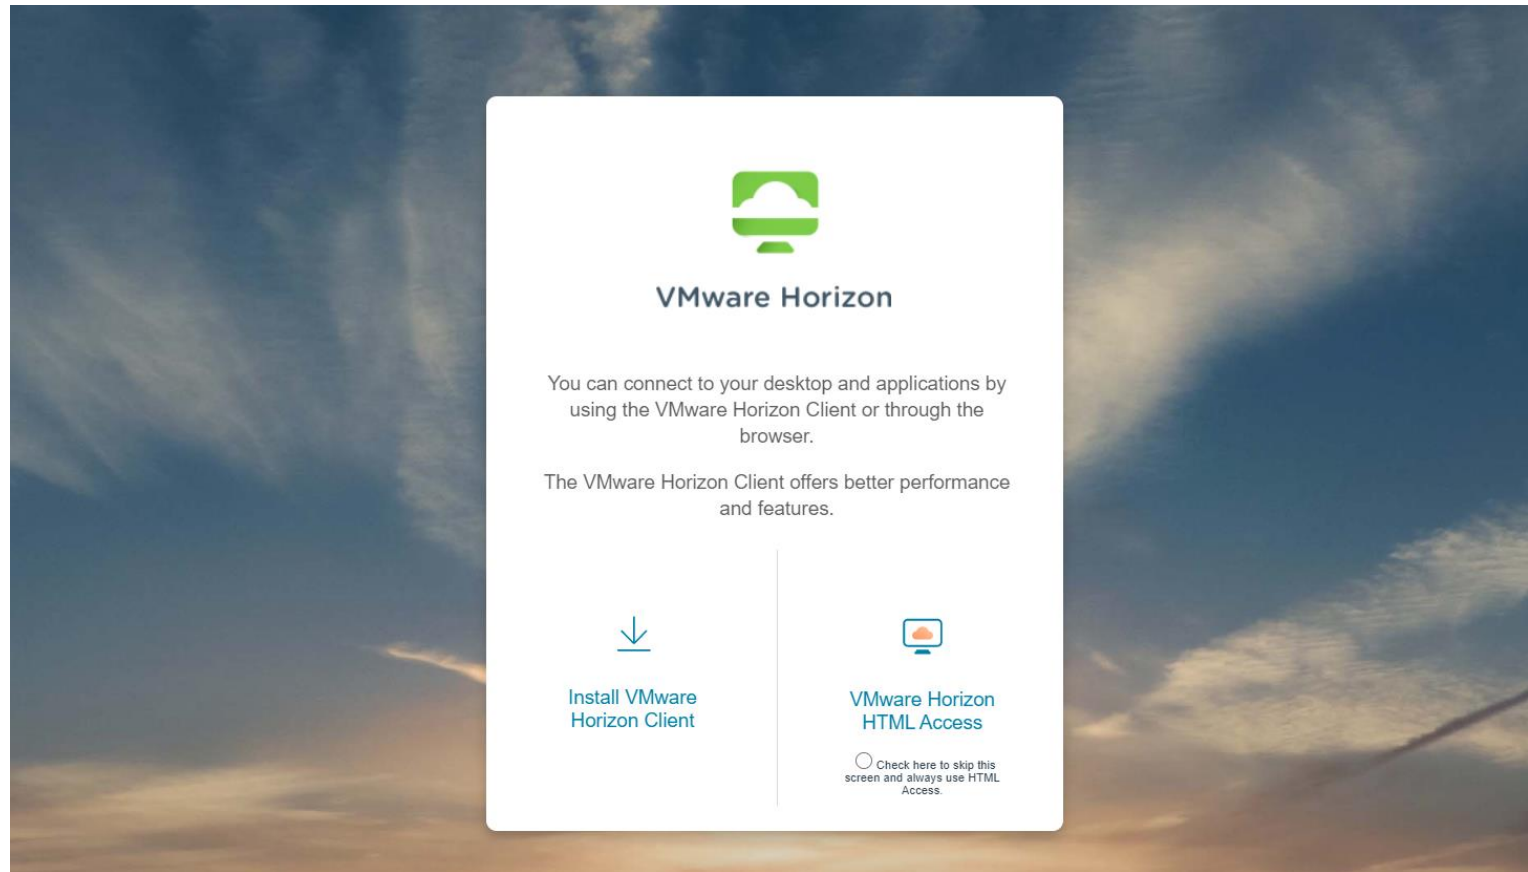 VMware Horizon
You can connect to your desktop and applications by
using the VMware Horizon Client or through the
browser.
The VMware Horizon Client offers better performance
and features.
Install VMware
Horizon Client
VMware Horizon
HTML Access
Check here to skip this
screen and always use HTML
Access.